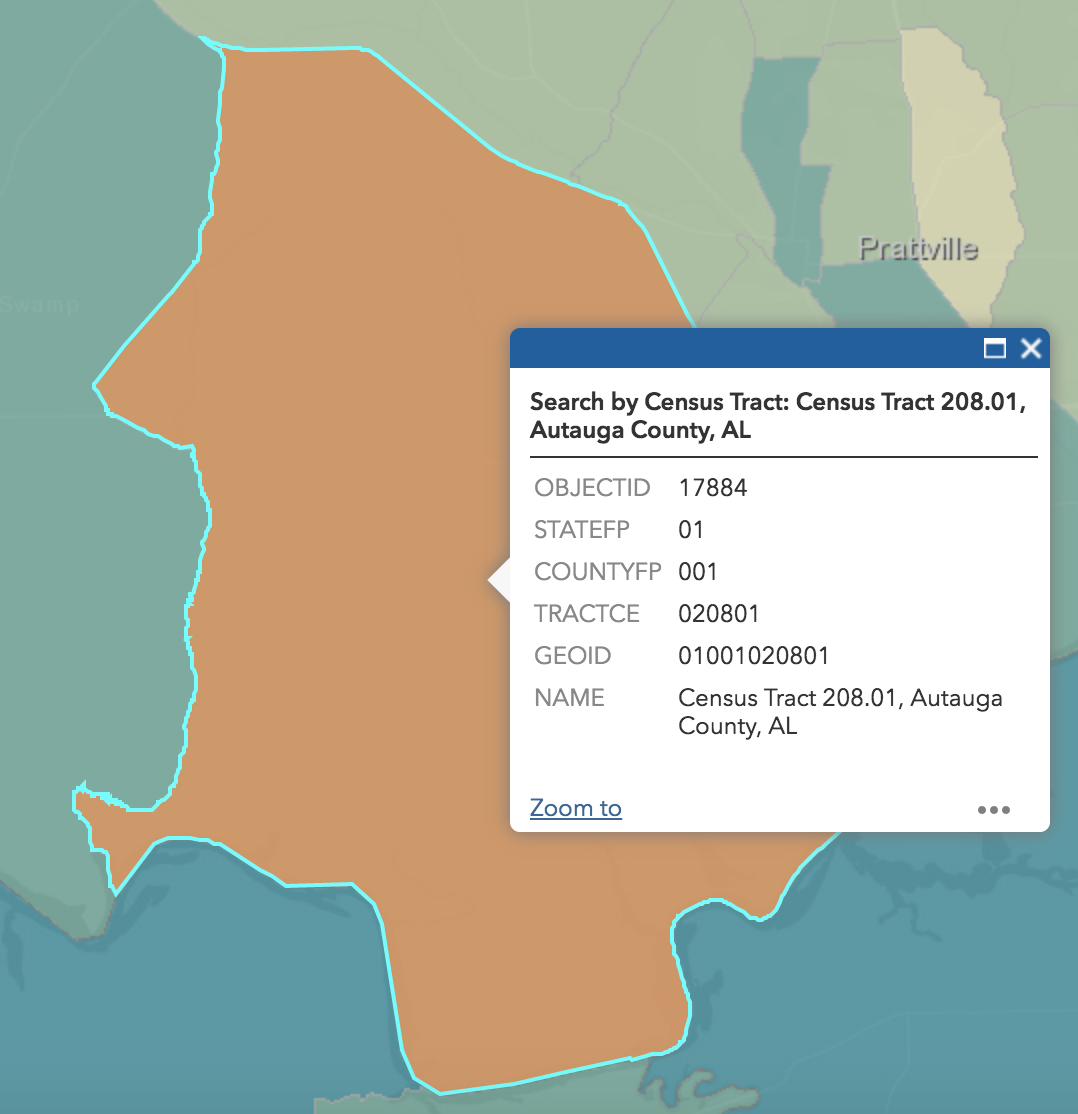 Prattville
Swamp
Search by Census Tract: Census Tract 208.01,
Autauga County, AL
OBJECTID 17884
STATEFP 01
COUNTYFP 001
TRACTCE 020801
GEOID 01001020801
NAME Census Tract 208.01, Autauga
County, AL
Zoom to